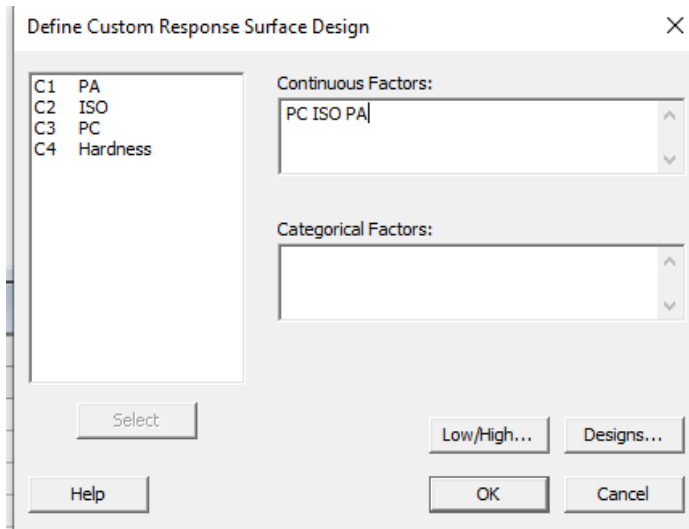 Define Custom Response Surface Design
C1 PA
C2 ISO
C3 PC
C4 Hardness
Continuous Factors:
PC ISO PA
Categorical Factors:
Select
Low/High...
Designs...
Help
OK
Cancel